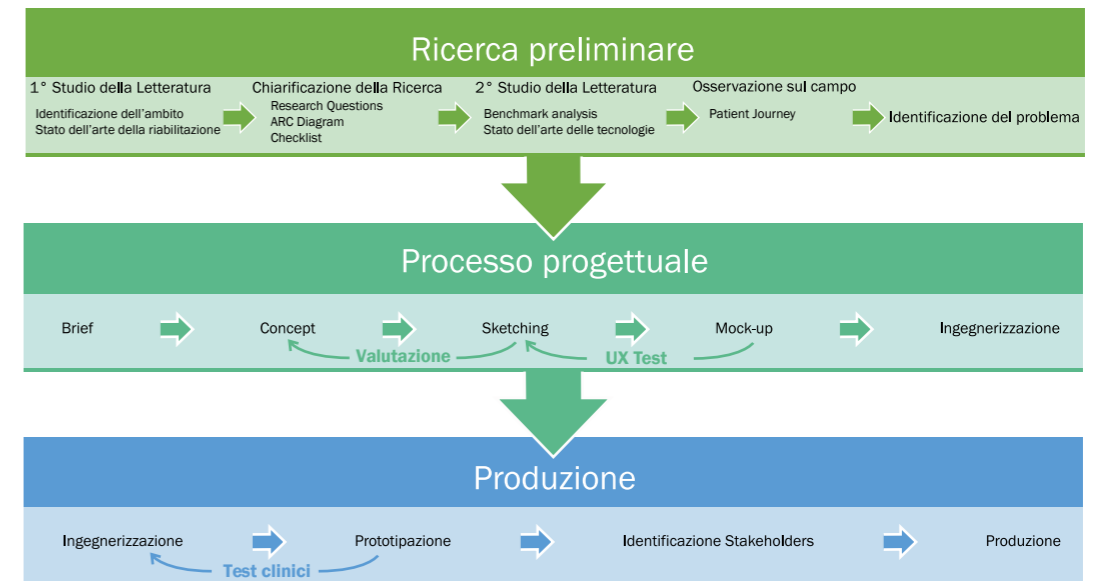 Ricerca preliminare
1° Studio della Letteratura
Identificazione dell'ambito
Stato dell'arte della riabilitazione
Chiarificazione della Ricerca
Research Questions
ARC Diagram
Checklist
2° Studio della Letteratura
Benchmark analysis
Stato dell'arte delle tecnologie
Osservazione sul campo
Patient Journey
Identificazione del problema
Processo progettuale
Brief
Concept
Sketching
Mock-up
Ingegnerizzazione
Valutazione
UX Test
Produzione
Ingegnerizzazione
Prototipazione
Identificazione Stakeholders
Produzione
Test clinici